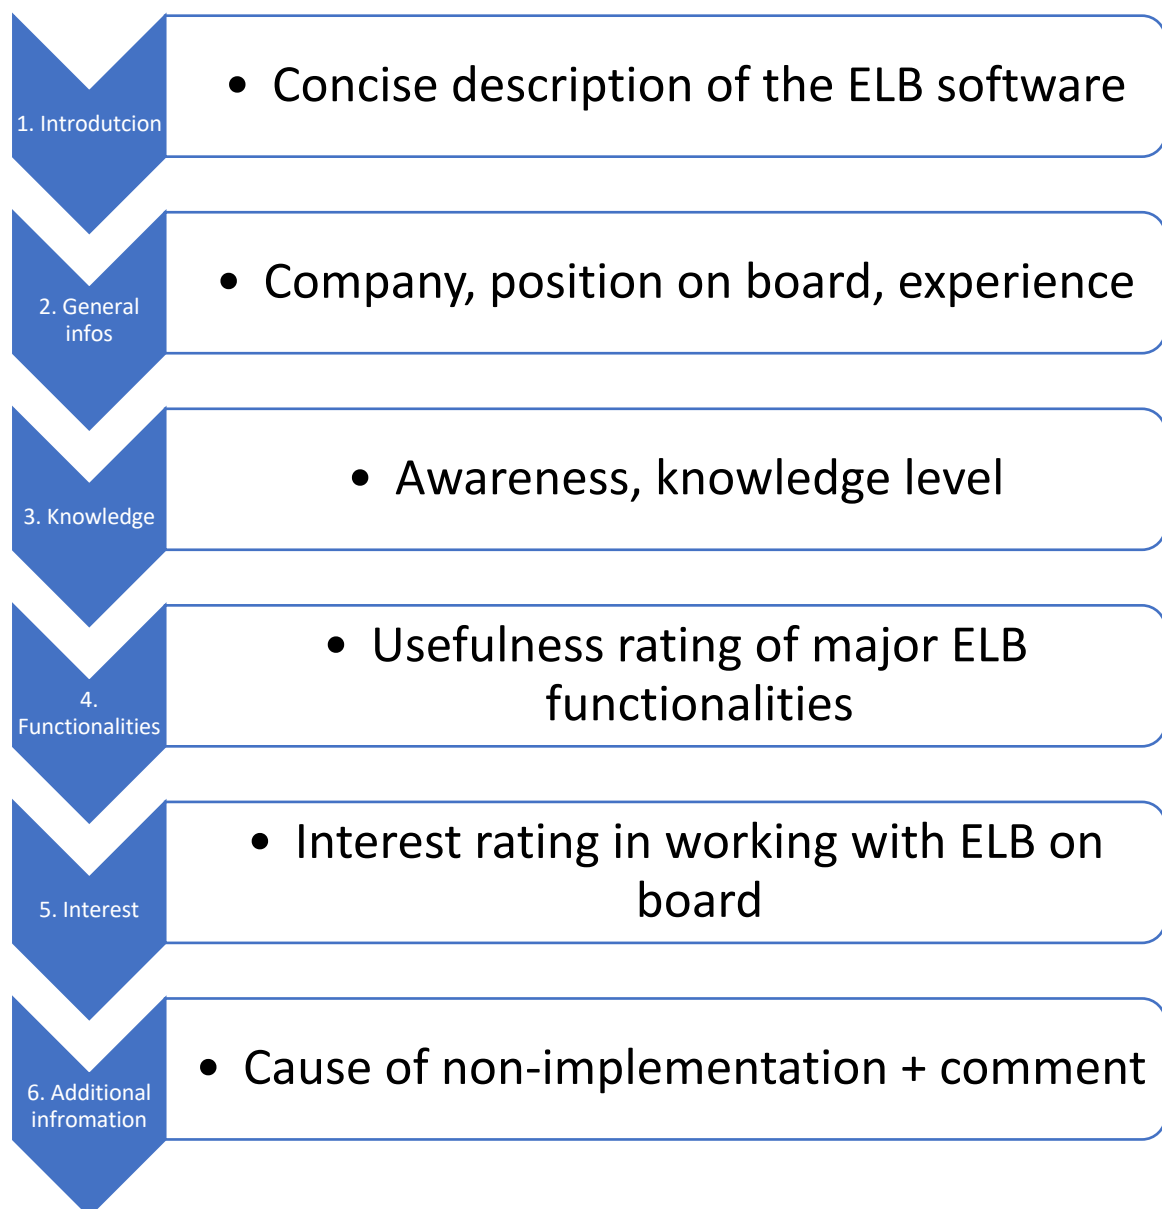 1. Introdutcion
• Concise description of the ELB software
2. General
infos
• Company, position on board, experience
3. Knowledge
• Awareness, knowledge level
4.
Functionalities
• Usefulness rating of major ELB
functionalities
5. Interest
• Interest rating in working with ELB on
board
6. Additional
infromation
• Cause of non-implementation + comment